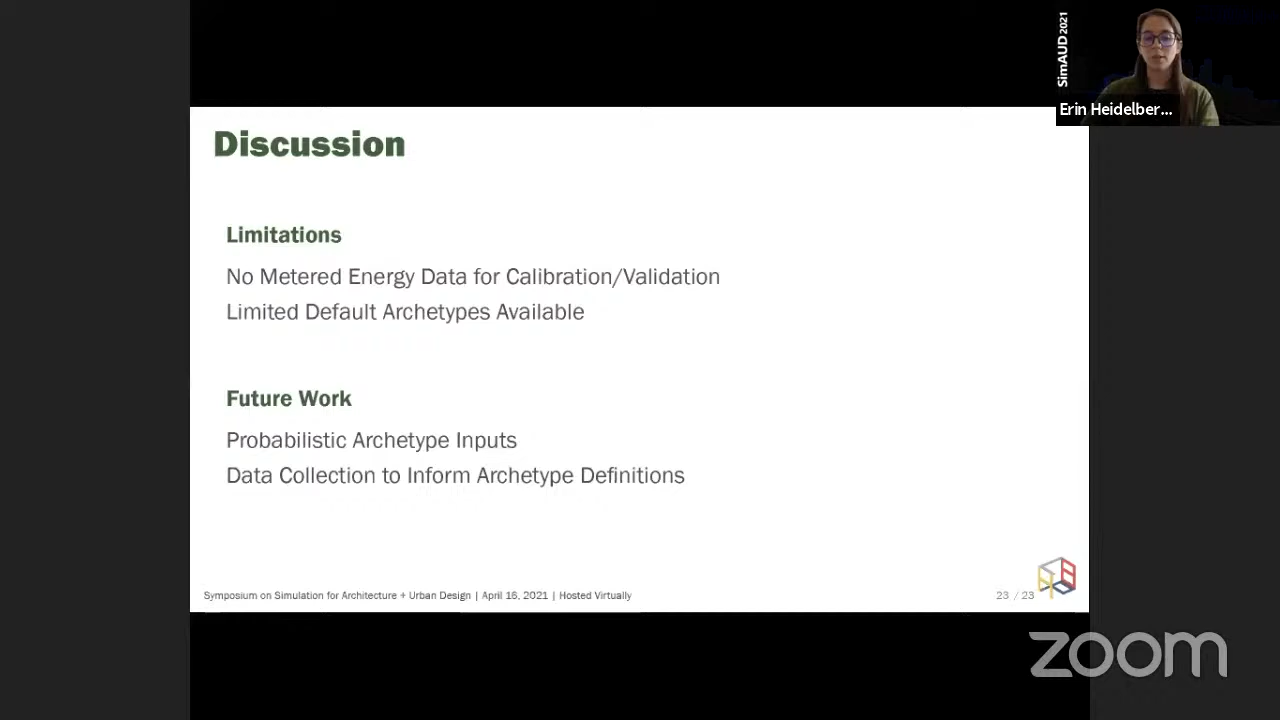 SimAUD2021
Erin Heidelber...
Discussion
Limitations
No Metered Energy Data for Calibration/Validation
Limited Default Archetypes Available
Future Work
Probabilistic Archetype Inputs
Data Collection to Inform Archetype Definitions
Symposium on Simulation for Architecture + Urban Design | April 16, 2021 | Hosted Virtually
23 / 23
zoom